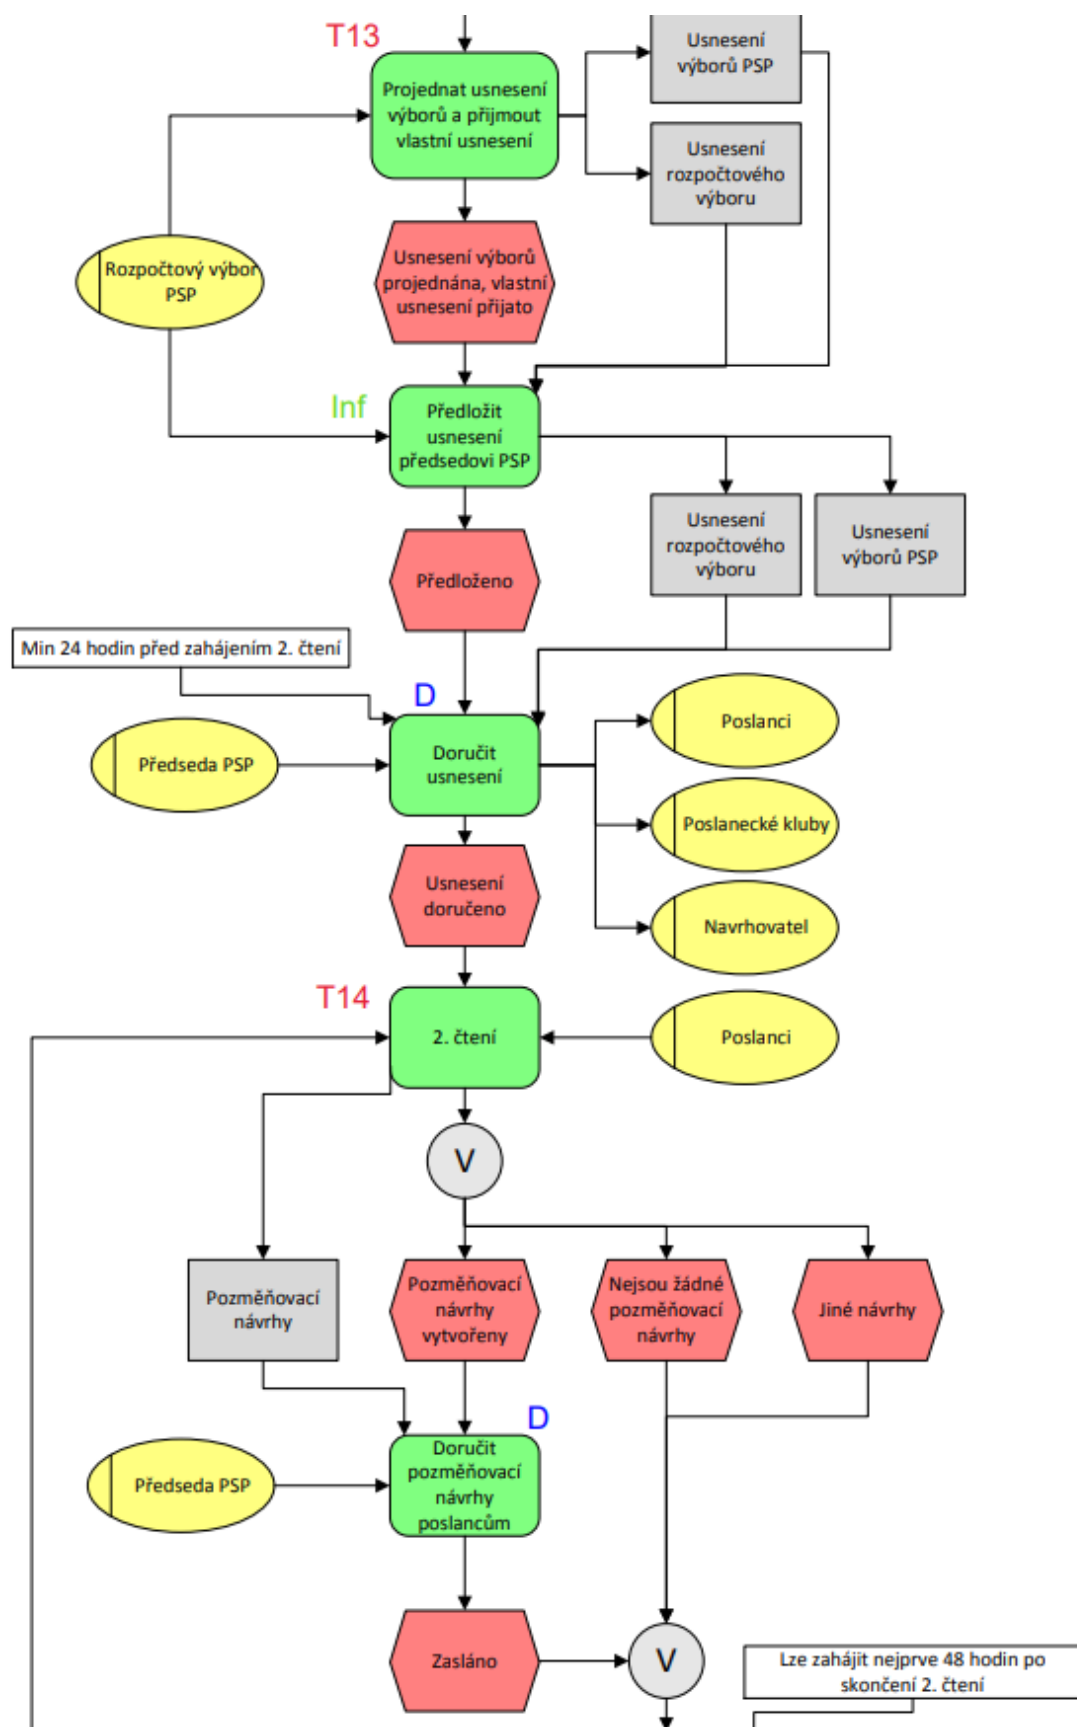 T13
Usnesení
výborů PSP
Projednat usnesení
výborů a přijmout
vlastní usnesení
Usnesení
rozpočtového
výboru
Rozpočtový výbor
PSP
Usnesení výborů
projednána, vlastní
usnesení přijato
Inf
Předložit
usnesení
předsedovi PSP
Usnesení
rozpočtového
výboru
Usnesení
výborů PSP
Předloženo
Min 24 hodin před zahájením 2. čtení
D
Předseda PSP
Doručit
usnesení
Poslanci
Poslanecké kluby
Navrhovatel
Usnesení
doručeno
T14
2. čtení
Poslanci
V
Pozměňovací
návrhy
Pozměňovací
návrhy
vytvořeny
Nejsou žádné
pozměňovací
návrhy
Jiné návrhy
D
Předseda PSP
Doručit
pozměňovací
návrhy
poslancům
Zasláno
V
Lze zahájit nejprve 48 hodin po
skončení 2. čtení